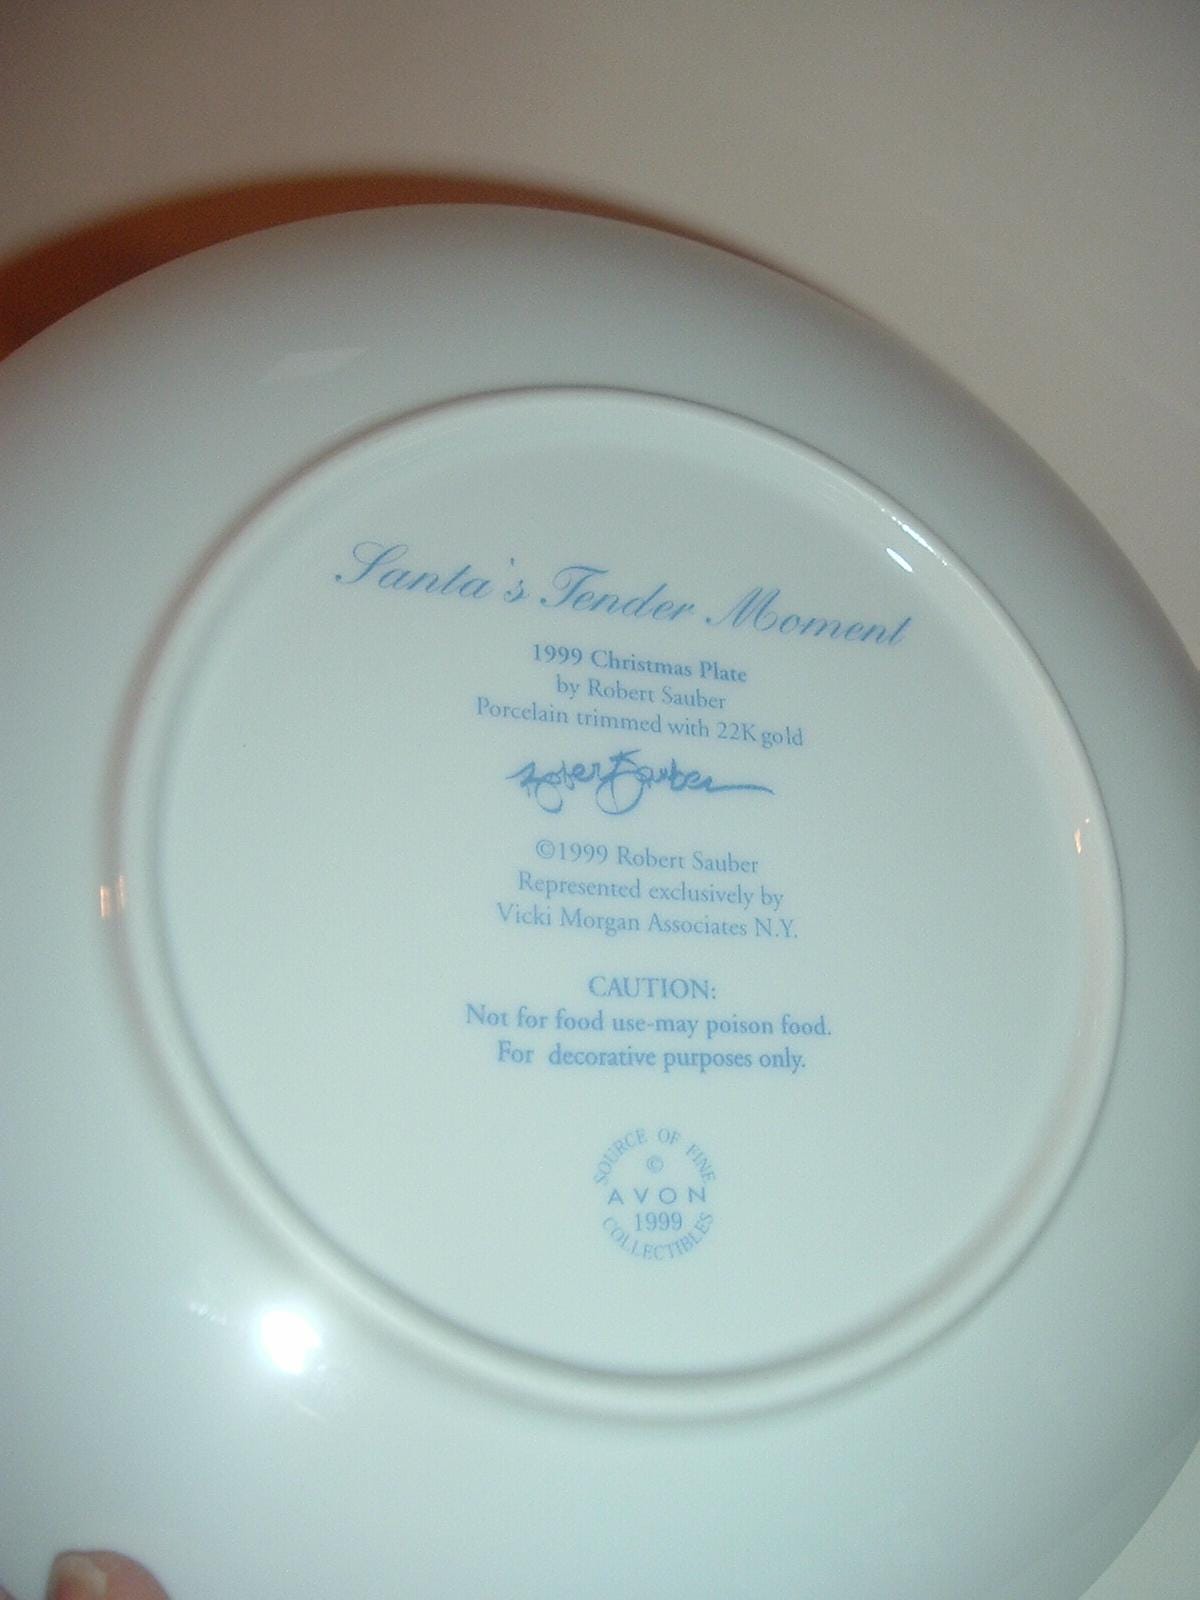 Santa's Tender Moment
1999 Christmas Plate
by Robert Sauber
Porcelain trimmed with 22K gold
Robert Sauber
©1999 Robert Sauber
Represented exclusively by
Vicki Morgan Associates N.Y.
CAUTION:
Not for food use-may poison food.
For decorative purposes only.
SOURCE OF FINE
©
AVON
1999
COLLECTIBLES